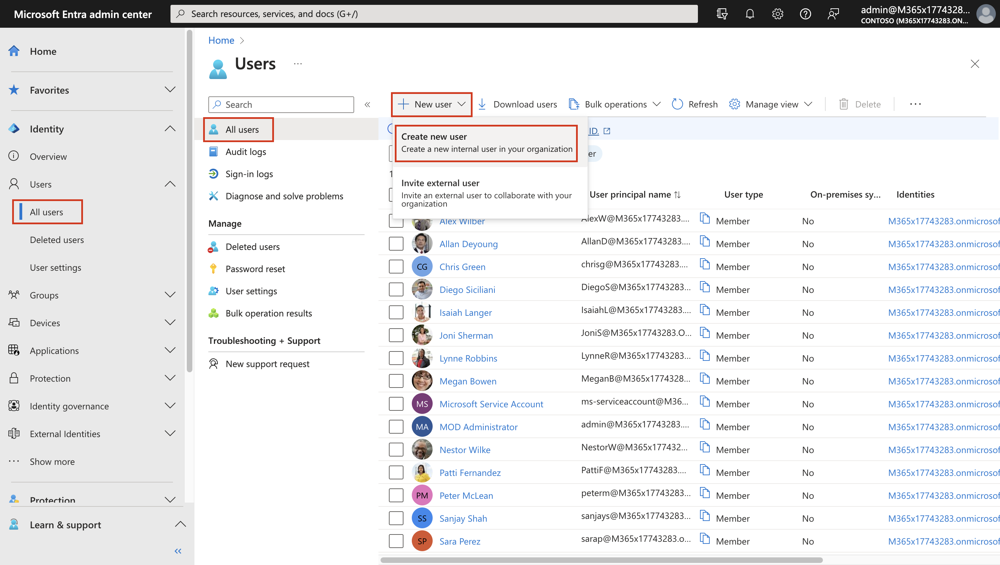 Microsoft Entra admin center
Search resources, services, and docs (G+/)
admin@M365x1774328...
CONTOSO (M365X17743283.ON...
Home
Favorites
Identity
Overview
Users
All users
Deleted users
User settings
Groups
Devices
Applications
Protection
Identity governance
External Identities
Show more
Protection
Learn & support
Home
Users
Search
All users
Audit logs
Sign-in logs
Diagnose and solve problems
Manage
Deleted users
Password reset
User settings
Bulk operation results
Troubleshooting + Support
New support request
New user Download users Bulk operations Refresh Manage view Delete
Create new user
Create a new internal user in your organization
Invite external user
Invite an external user to collaborate with your
organization
ID.
User principal name User type On-premises sy... Identities
Alex Wilber AlexW@M365x17743283.... Member No M365x17743283.onmicrosof
Allan Deyoung AllanD@M365x17743283.... Member No M365x17743283.onmicrosof
CG Chris Green chrisg@M365x17743283.... Member No M365x17743283.onmicrosof
Diego Siciliani DiegoS@M365x17743283... Member No M365x17743283.onmicrosof
Isaiah Langer IsaiahL@M365x17743283.... Member No M365x17743283.onmicrosof
Joni Sherman JoniS@M365x17743283.O... Member No M365x17743283.onmicrosof
Lynne Robbins LynneR@M365x17743283... Member No M365x17743283.onmicrosof
Megan Bowen MeganB@M365x1774328... Member No M365x17743283.onmicrosof
MS Microsoft Service Account ms-serviceaccount@M36... Member No M365x17743283.onmicrosof
MA MOD Administrator admin@M365x17743283.... Member No M365x17743283.onmicrosof
Nestor Wilke NestorW@M365x177432... Member No M365x17743283.onmicrosof
Patti Fernandez PattiF@M365x17743283.... Member No M365x17743283.onmicrosof
PM Peter McLean peterm@M365x17743283... Member No M365x17743283.onmicrosof
SS Sanjay Shah sanjays@M365x17743283... Member No M365x17743283.onmicrosof
SP Sara Perez sarap@M365x17743283.o... Member No M365x17743283.onmicrosof